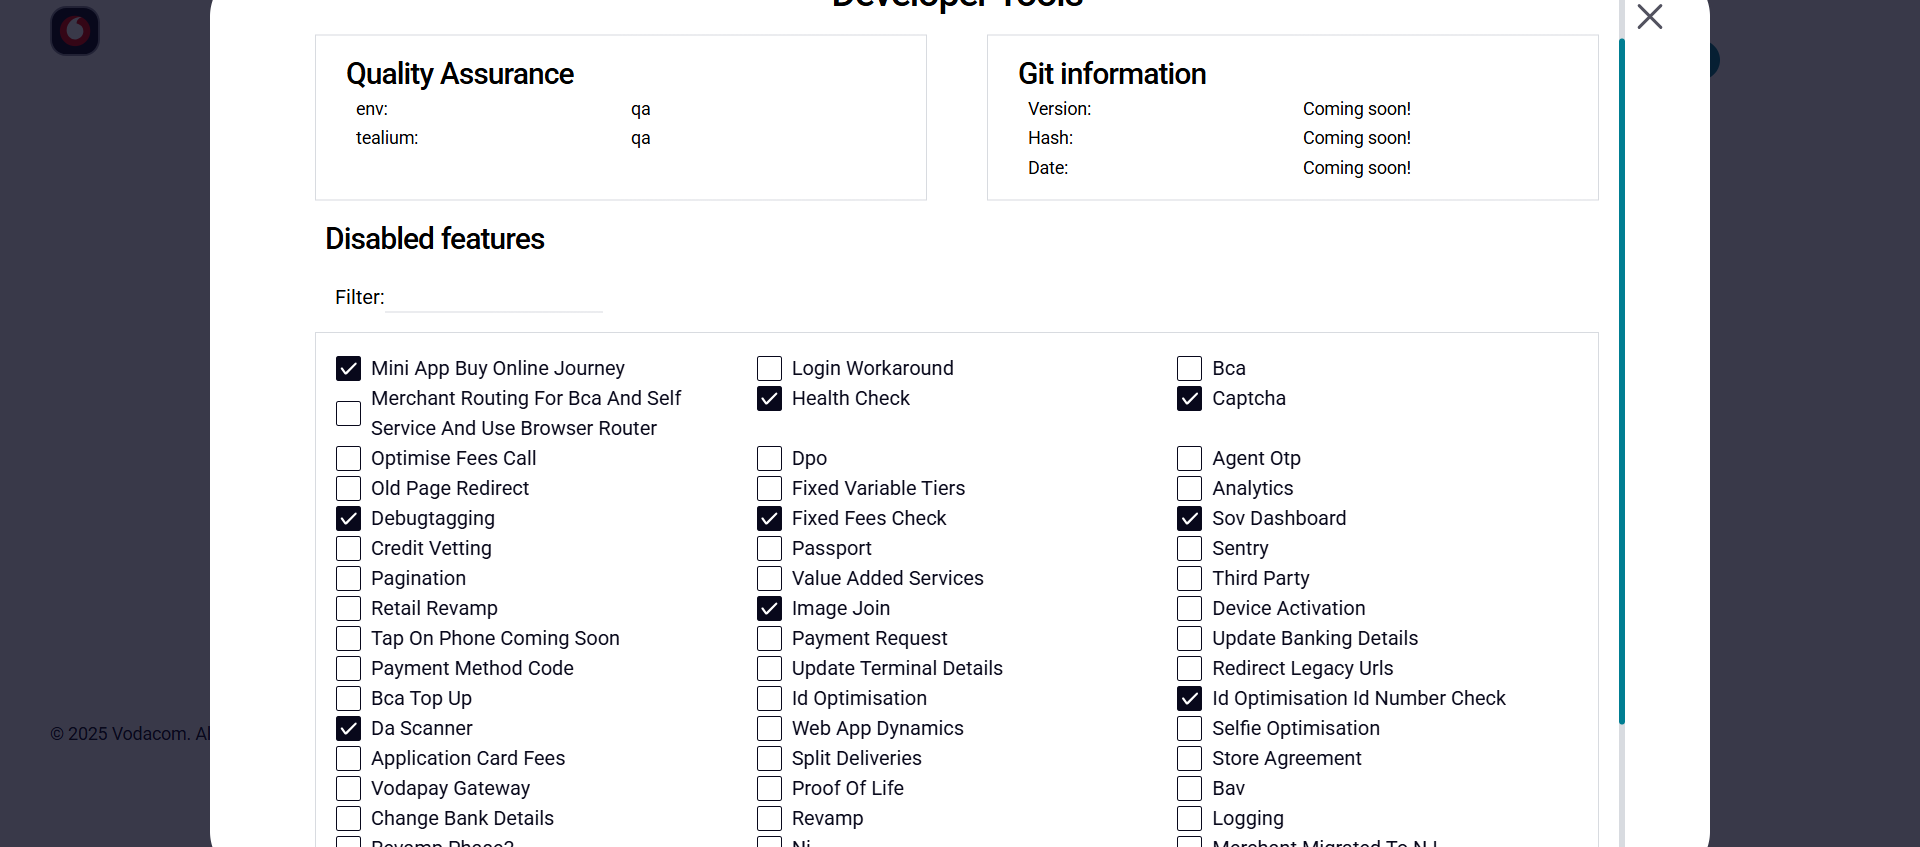 Developer Tools
Quality Assurance
env: qa
tealium: qa
Git information
Version: Coming soon!
Hash: Coming soon!
Date: Coming soon!
Disabled features
Filter:
Mini App Buy Online Journey
Login Workaround
Bca
Merchant Routing For Bca And Self
Service And Use Browser Router
Health Check
Captcha
Optimise Fees Call
Dpo
Agent Otp
Old Page Redirect
Fixed Variable Tiers
Analytics
Debugtagging
Fixed Fees Check
Sov Dashboard
Credit Vetting
Passport
Sentry
Pagination
Value Added Services
Third Party
Retail Revamp
Image Join
Device Activation
Tap On Phone Coming Soon
Payment Request
Update Banking Details
Payment Method Code
Update Terminal Details
Redirect Legacy Urls
Bca Top Up
Id Optimisation
Id Optimisation Id Number Check
Da Scanner
Web App Dynamics
Selfie Optimisation
© 2025 Vodacom. Al
Application Card Fees
Split Deliveries
Store Agreement
Vodapay Gateway
Proof Of Life
Bav
Change Bank Details
Revamp
Logging
Revamp Phase2
Ni
Merchant Migrated To